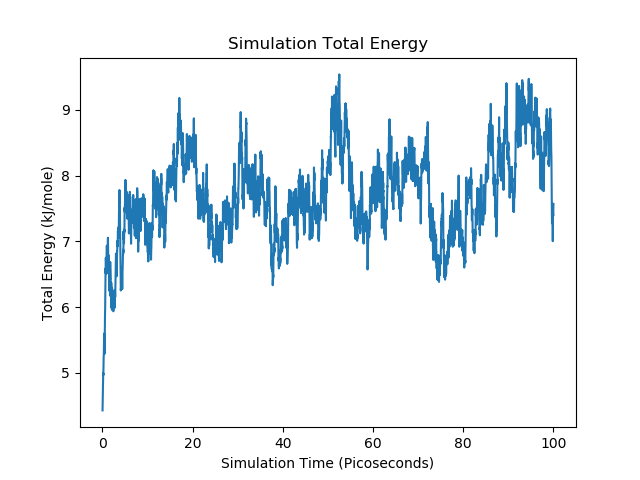 Simulation Total Energy
Total Energy (kJ/mole)
9
8
7
6
5
0 20 40 60 80 100
Simulation Time (Picoseconds)